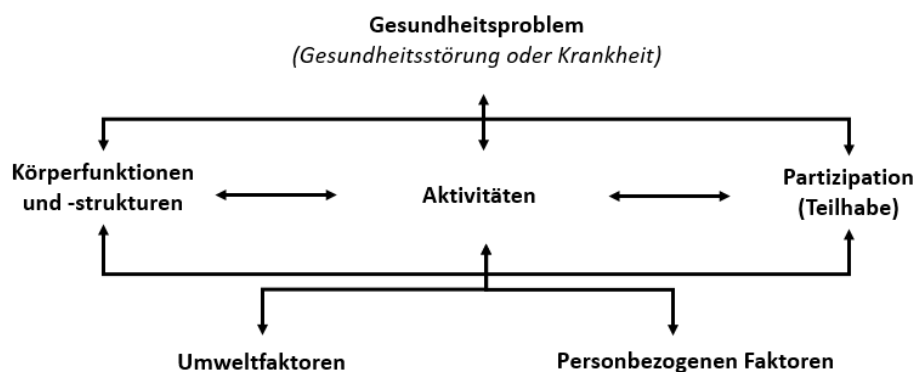 Gesundheitsproblem
(Gesundheitsstörung oder Krankheit)
Körperfunktionen
und -strukturen
Aktivitäten
Partizipation
(Teilhabe)
Umweltfaktoren
Personbezogenen Faktoren